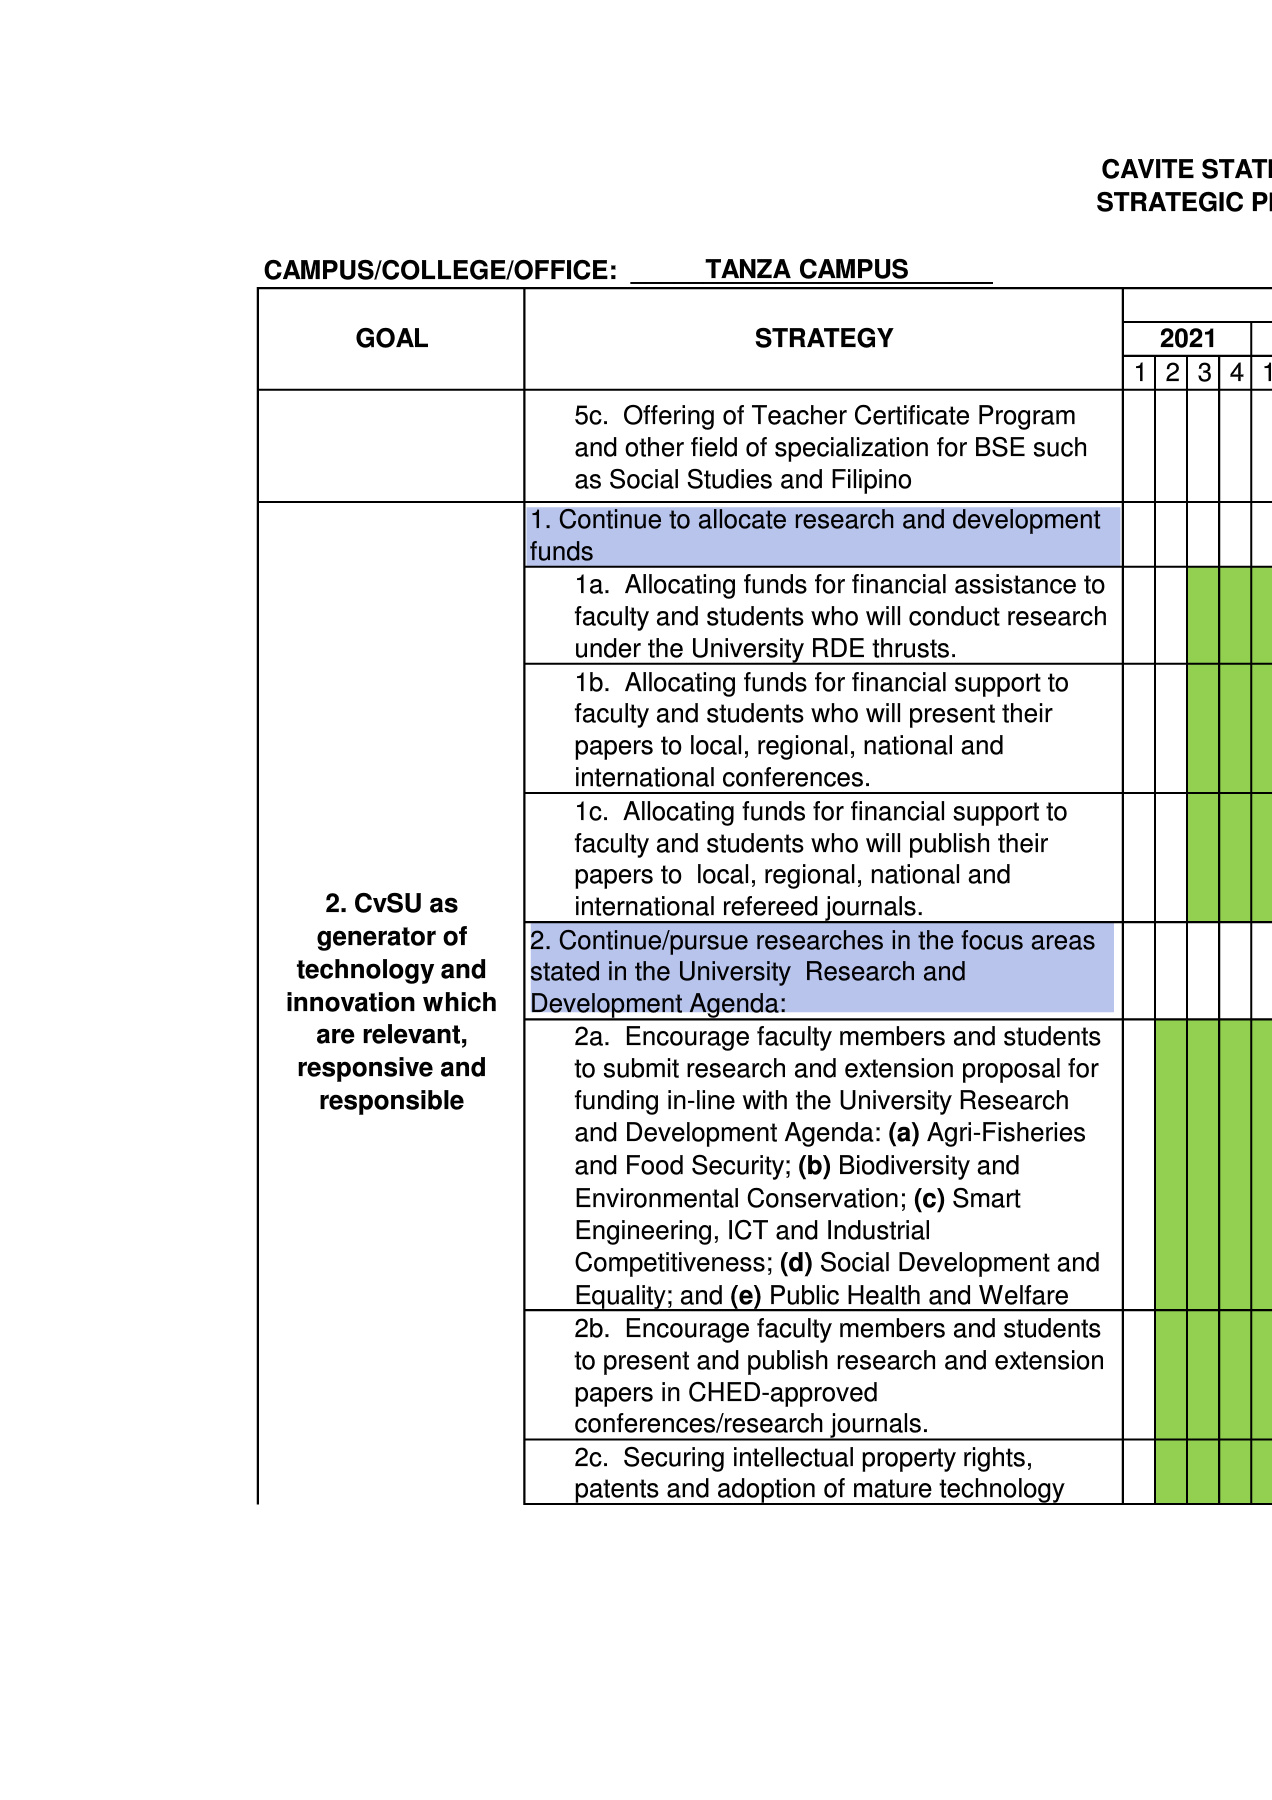 CAVITE STATE
STRATEGIC
CAMPUS/COLLEGE/OFFICE: TANZA CAMPUS
GOAL
STRATEGY
2021
1 2 3 4 1
5c. Offering of Teacher Certificate Program
and other field of specialization for BSE such
as Social Studies and Filipino
1. Continue to allocate research and development
funds
1a. Allocating funds for financial assistance to
faculty and students who will conduct research
under the University RDE thrusts.
1b. Allocating funds for financial support to
faculty and students who will present their
papers to local, regional, national and
international conferences.
1c. Allocating funds for financial support to
faculty and students who will publish their
papers to local, regional, national and
international refereed journals.
2. CvSU as
generator of
technology and
innovation which
are relevant,
responsive and
responsible
2. Continue/pursue researches in the focus areas
stated in the University Research and
Development Agenda:
2a. Encourage faculty members and students
to submit research and extension proposal for
funding in-line with the University Research
and Development Agenda: (a) Agri-Fisheries
and Food Security; (b) Biodiversity and
Environmental Conservation; (c) Smart
Engineering, ICT and Industrial
Competitiveness; (d) Social Development and
Equality; and (e) Public Health and Welfare
2b. Encourage faculty members and students
to present and publish research and extension
papers in CHED-approved
conferences/research journals.
2c. Securing intellectual property rights,
patents and adoption of mature technology